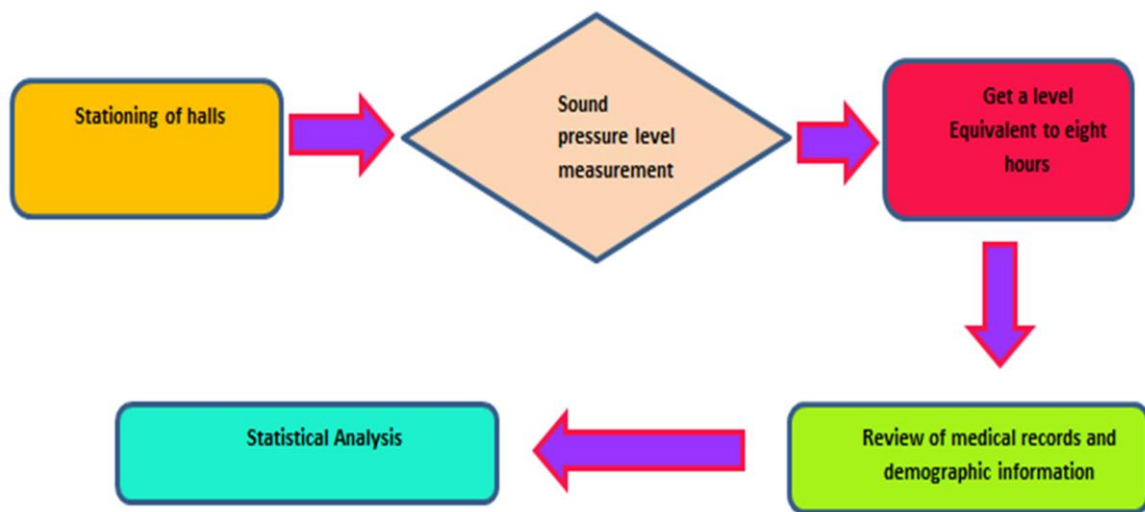 Stationing of halls
Sound
pressure level
measurement
Get a level
Equivalent to eight
hours
Review of medical records and
demographic information
Statistical Analysis